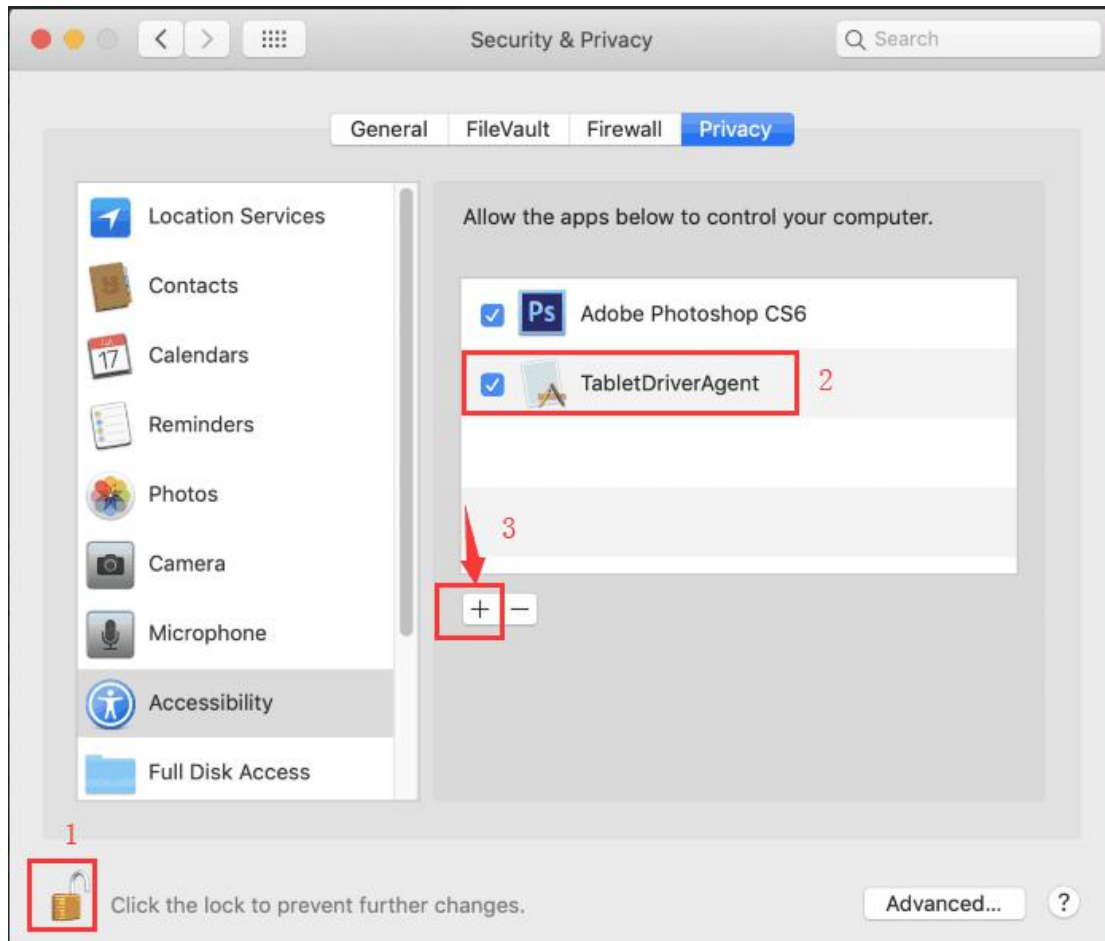 Security & Privacy
Search
General FileVault Firewall Privacy
Location Services
Contacts
17
Calendars
Reminders
Photos
Camera
Microphone
Accessibility
Full Disk Access
Allow the apps below to control your computer.
Ps Adobe Photoshop CS6
TabletDriverAgent 2
3
+ −
1
Click the lock to prevent further changes.
Advanced... ?